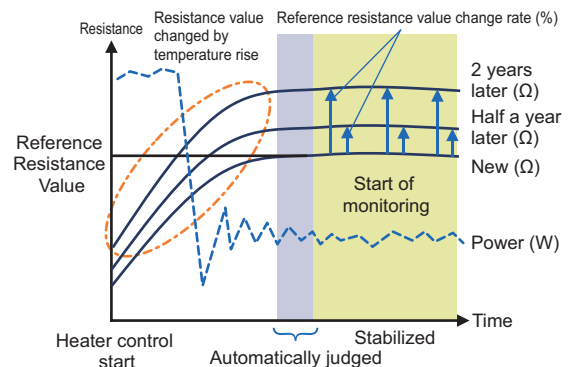 Resistance
Resistance value
changed by
temperature rise
Reference resistance value change rate (%)
2 years
later (Ω)
Half a year
later (Ω)
New (Ω)
Reference
Resistance
Value
Start of
monitoring
Power (W)
Time
Heater control
start
Stabilized
Automatically judged